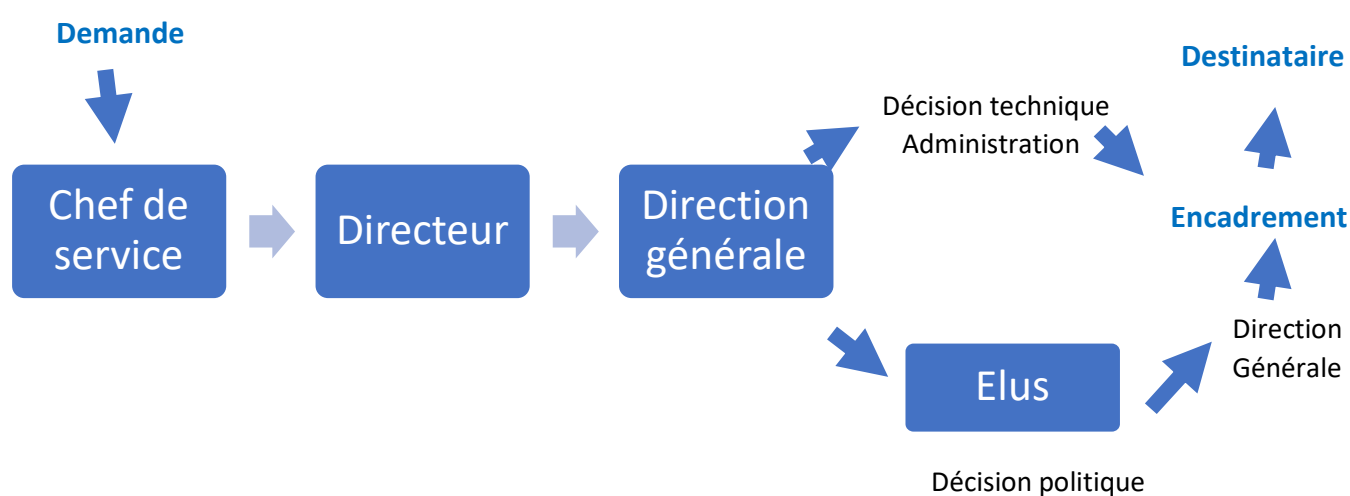 Demande
Destinataire
Décision technique
Administration
Chef de
service
Directeur
Direction
générale
Encadrement
Direction
Générale
Elus
Décision politique